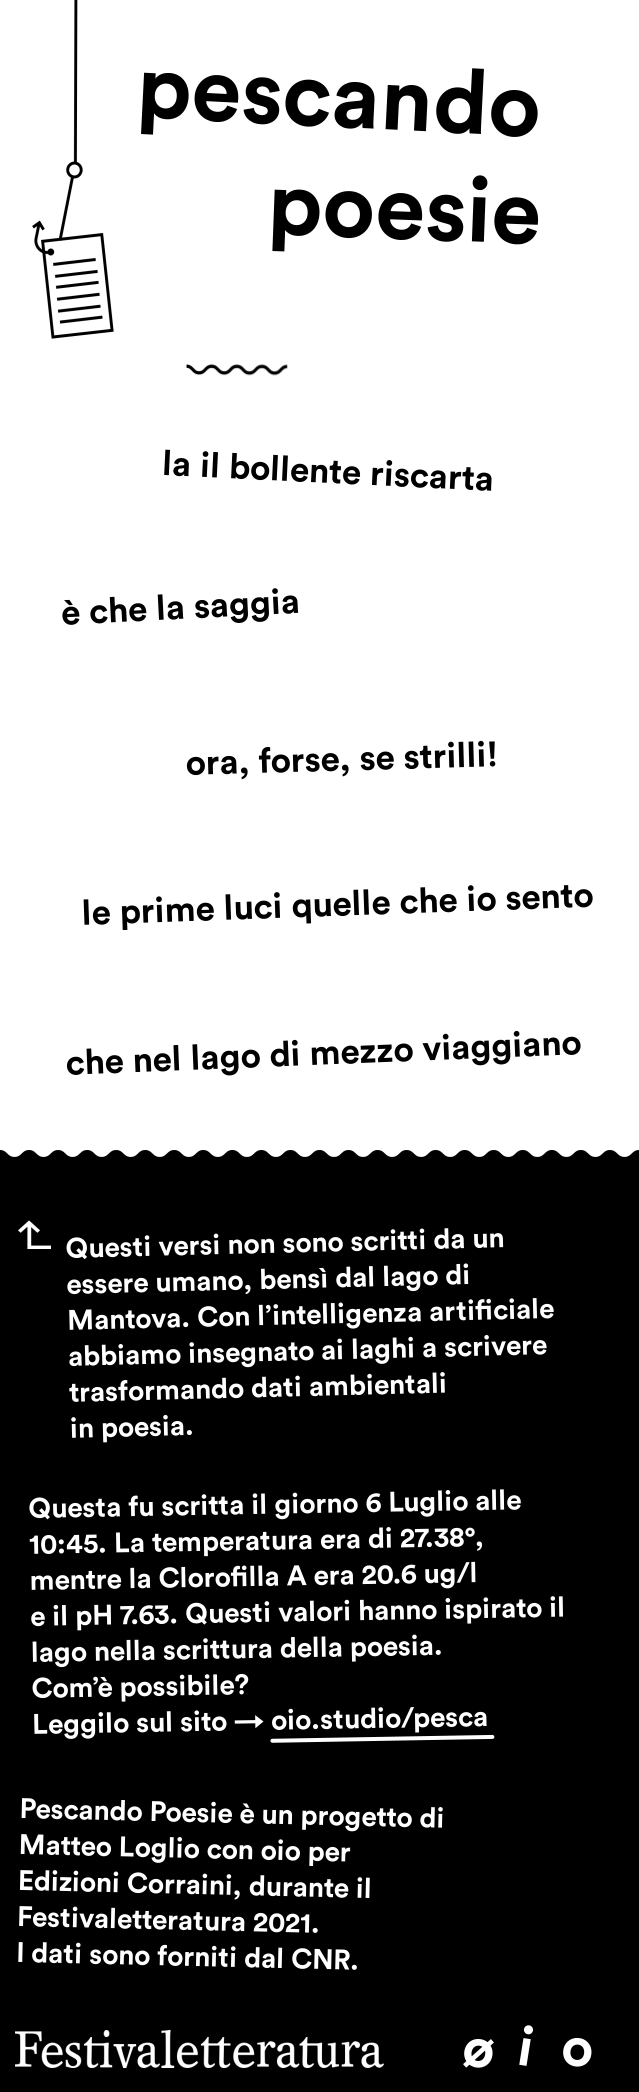 pescando
poesie
la il bollente riscarta
è che la saggia
ora, forse, se strilli!
le prime luci quelle che io sento
che nel lago di mezzo viaggiano
Questi versi non sono scritti da un
essere umano, bensì dal lago di
Mantova. Con l’intelligenza artificiale
abbiamo insegnato ai laghi a scrivere
trasformando dati ambientali
in poesia.
Questa fu scritta il giorno 6 Luglio alle
10:45. La temperatura era di 27.38°,
mentre la Clorofilla A era 20.6 ug/l
e il pH 7.63. Questi valori hanno ispirato il
lago nella scrittura della poesia.
Com’è possibile?
Leggilo sul sito → oio.studio/pesca
Pescando Poesie è un progetto di
Matteo Loglio con oio per
Edizioni Corraini, durante il
Festivaletteratura 2021.
I dati sono forniti dal CNR.
Festivaletteratura ø i o